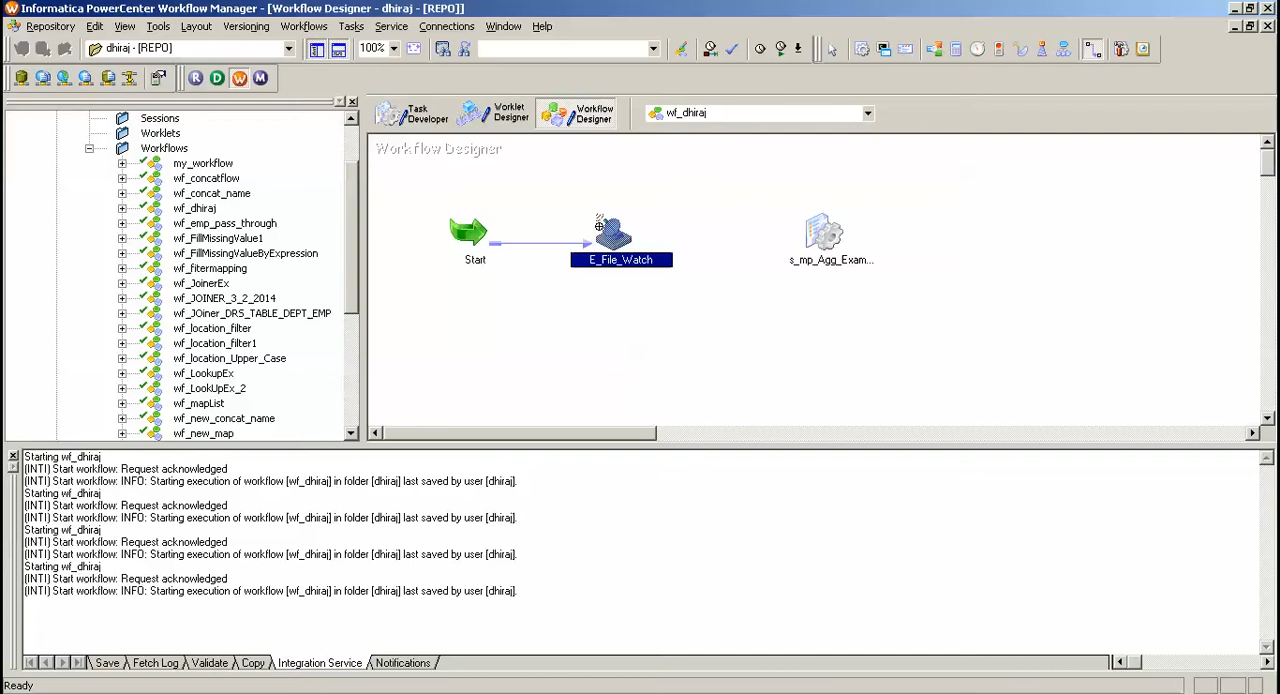 Informatica PowerCenter Workflow Manager - [Workflow Designer - dhiraj - [REPO]]
Repository Edit View Tools Layout Versioning Workflows Tasks Service Connections Window Help
dhiraj - [REPO] 100%
R D W M
Task Developer
Worklet Designer
Workflow Designer
wf_dhiraj
Sessions
Worklets
Workflows
my_workflow
wf_concatflow
wf_concat_name
wf_dhiraj
wf_emp_pass_through
wf_FillMissingValue1
wf_FillMissingValueByExpression
wf_fitermapping
wf_JoinerEx
wf_JOINER_3_2_2014
wf_JOiner_DRS_TABLE_DEPT_EMP
wf_location_filter
wf_location_filter1
wf_location_Upper_Case
wf_LookupEx
wf_LookUpEx_2
wf_mapList
wf_new_concat_name
wf_new_map
Workflow Designer
Start
E_File_Watch
s_mp_Agg_Exam...
Starting wf_dhiraj
(INTI) Start workflow: Request acknowledged
(INTI) Start workflow: INFO: Starting execution of workflow [wf_dhiraj] in folder [dhiraj] last saved by user [dhiraj].
Starting wf_dhiraj
(INTI) Start workflow: Request acknowledged
(INTI) Start workflow: INFO: Starting execution of workflow [wf_dhiraj] in folder [dhiraj] last saved by user [dhiraj].
Starting wf_dhiraj
(INTI) Start workflow: Request acknowledged
(INTI) Start workflow: INFO: Starting execution of workflow [wf_dhiraj] in folder [dhiraj] last saved by user [dhiraj].
Starting wf_dhiraj
(INTI) Start workflow: Request acknowledged
(INTI) Start workflow: INFO: Starting execution of workflow [wf_dhiraj] in folder [dhiraj] last saved by user [dhiraj].
Save Fetch Log Validate Copy Integration Service Notifications
Ready